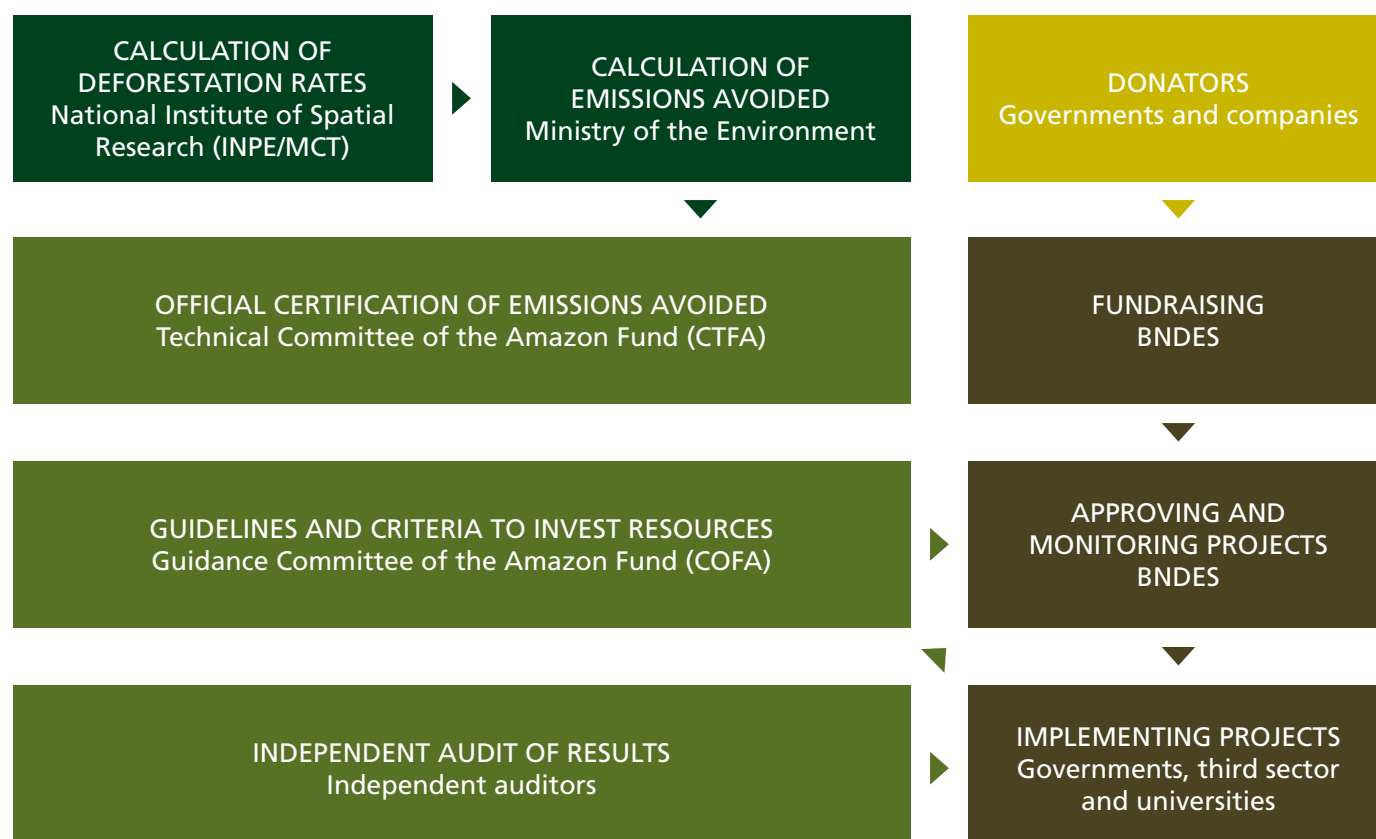 CALCULATION OF
DEFORESTATION RATES
National Institute of Spatial
Research (INPE/MCT)
CALCULATION OF
EMISSIONS AVOIDED
Ministry of the Environment
DONATORS
Governments and companies
OFFICIAL CERTIFICATION OF EMISSIONS AVOIDED
Technical Committee of the Amazon Fund (CTFA)
FUNDRAISING
BNDES
GUIDELINES AND CRITERIA TO INVEST RESOURCES
Guidance Committee of the Amazon Fund (COFA)
APPROVING AND
MONITORING PROJECTS
BNDES
INDEPENDENT AUDIT OF RESULTS
Independent auditors
IMPLEMENTING PROJECTS
Governments, third sector
and universities